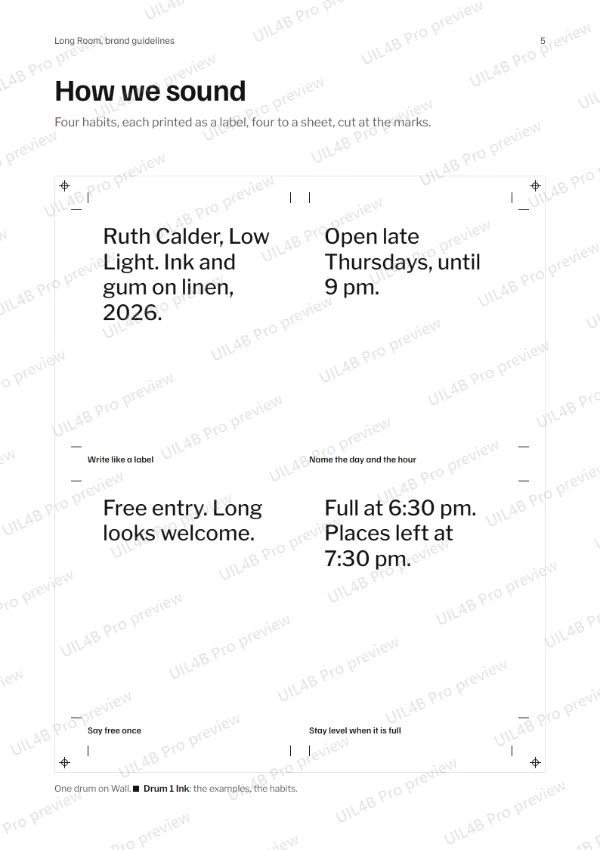 Long Room, brand guidelines
5
How we sound
Four habits, each printed as a label, four to a sheet, cut at the marks.
Ruth Calder, Low
Light. Ink and
gum on linen,
2026.
Write like a label
Open late
Thursdays, until
9 pm.
Name the day and the hour
Free entry. Long
looks welcome.
Say free once
Full at 6:30 pm.
Places left at
7:30 pm.
Stay level when it is full
One drum on Wall. ■ Drum 1 Ink: the examples, the habits.
UIL4B Pro preview